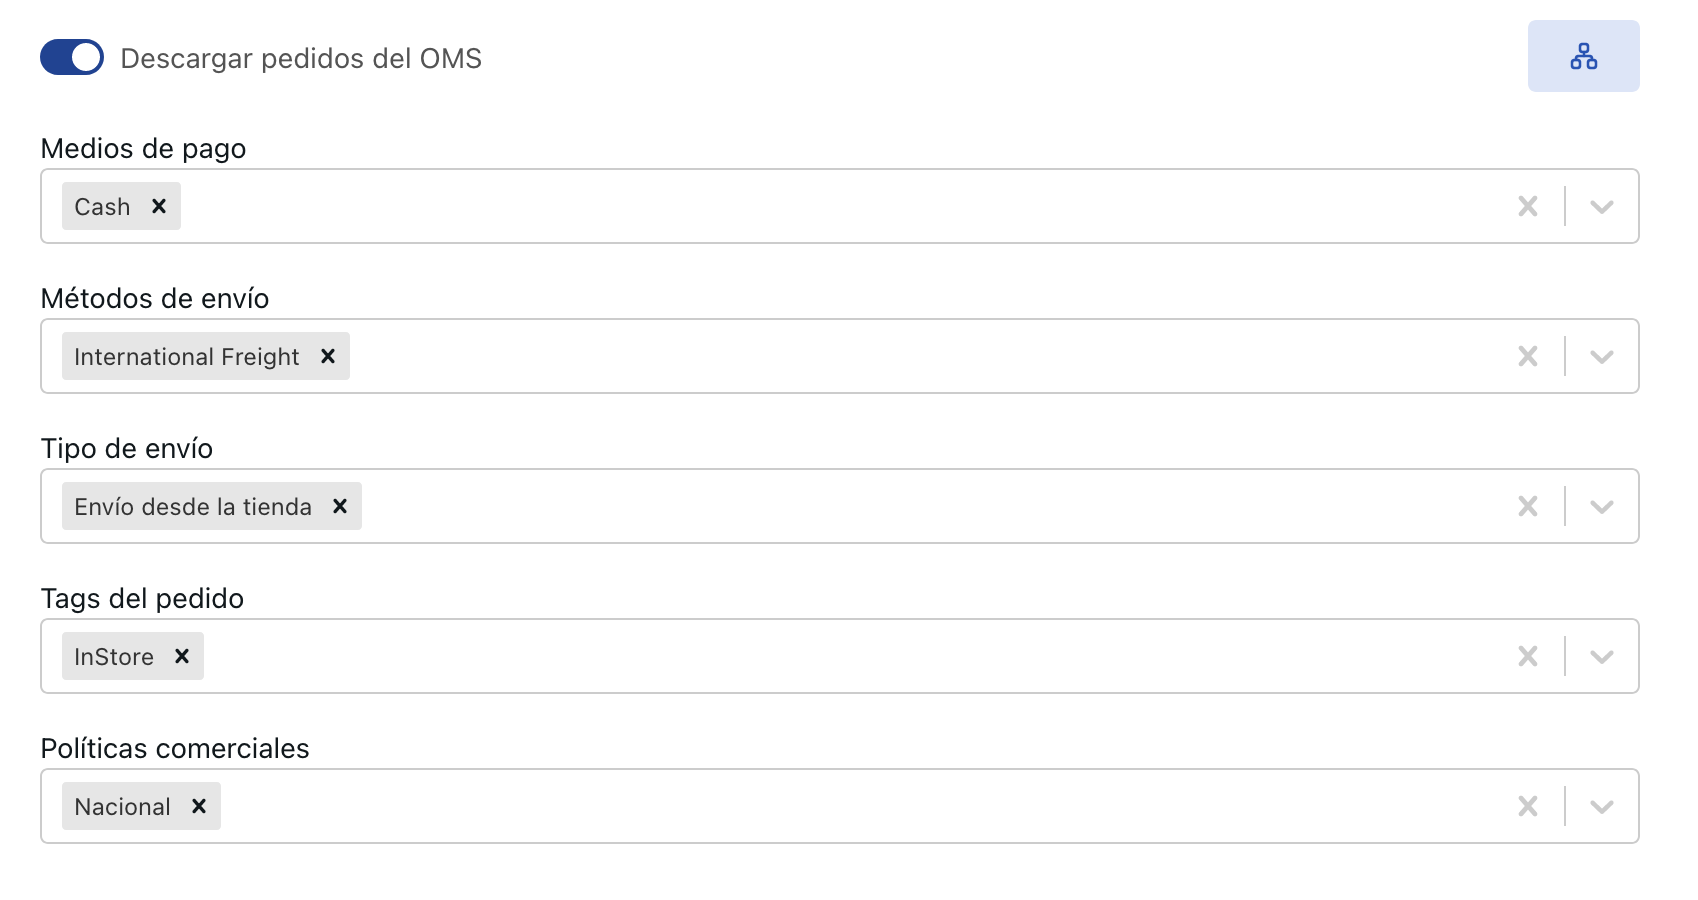 Descargar pedidos del OMS
Medios de pago
Cash
Métodos de envío
International Freight
Tipo de envío
Envío desde la tienda
Tags del pedido
InStore
Políticas comerciales
Nacional